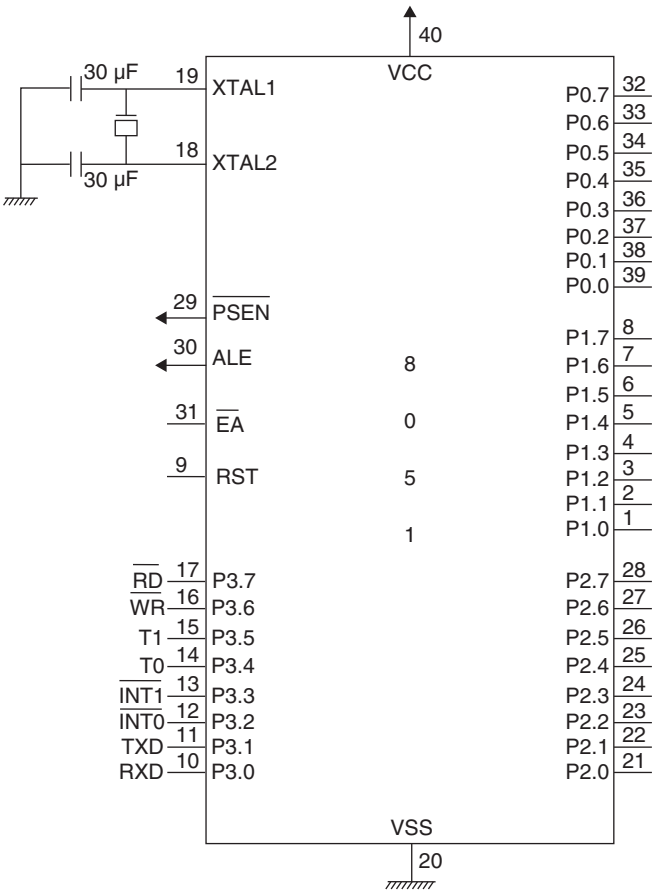 40
VCC
30 µF
19
XTAL1
30 µF
18
XTAL2
29
PSEN
30
ALE
31
EA
9
RST
RD 17 P3.7
WR 16 P3.6
T1 15 P3.5
T0 14 P3.4
INT1 13 P3.3
INT0 12 P3.2
TXD 11 P3.1
RXD 10 P3.0
8
0
5
1
P0.7 32
P0.6 33
P0.5 34
P0.4 35
P0.3 36
P0.2 37
P0.1 38
P0.0 39
P1.7 8
P1.6 7
P1.5 6
P1.4 5
P1.3 4
P1.2 3
P1.1 2
P1.0 1
P2.7 28
P2.6 27
P2.5 26
P2.4 25
P2.3 24
P2.2 23
P2.1 22
P2.0 21
VSS
20